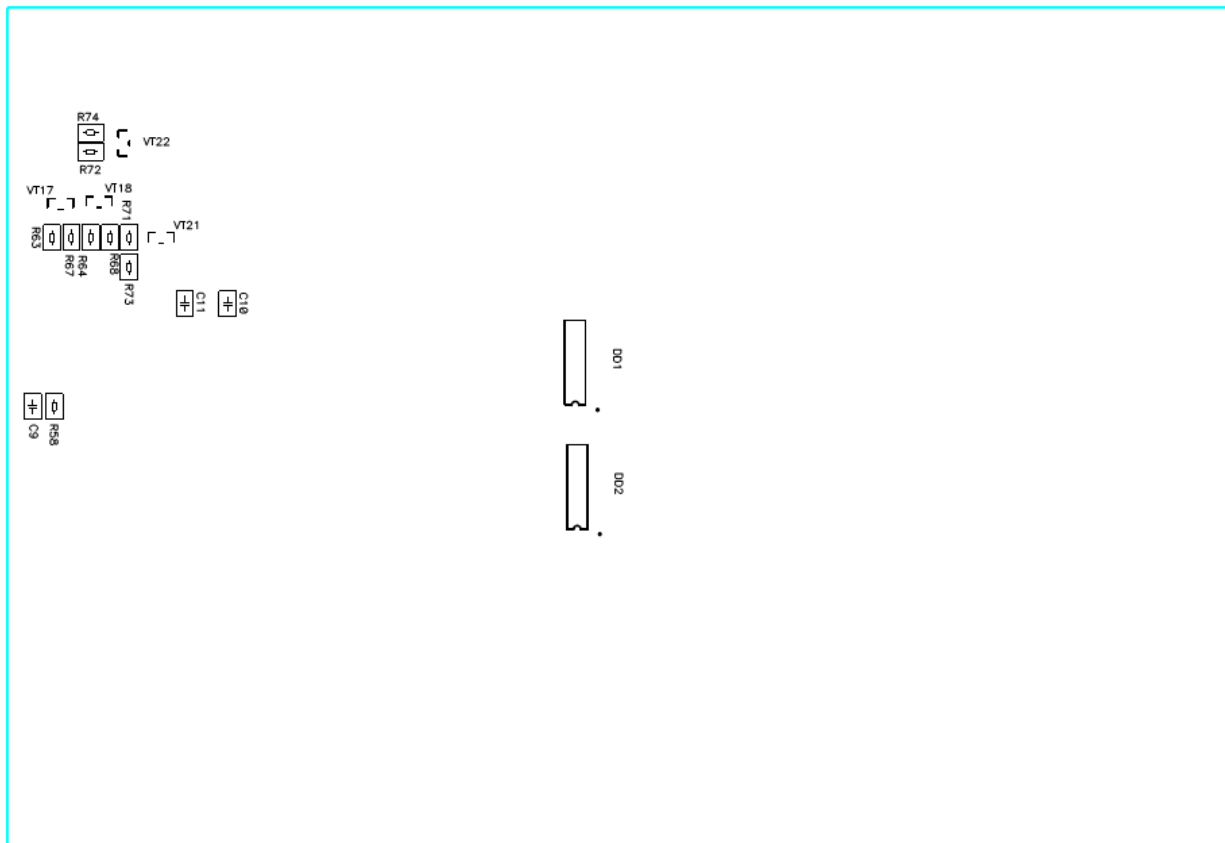 R74
VT22
R72
VT17
VT18
R71
VT21
R63
R67
R64
R68
R73
C11
C10
DD1
C9
R58
DD2